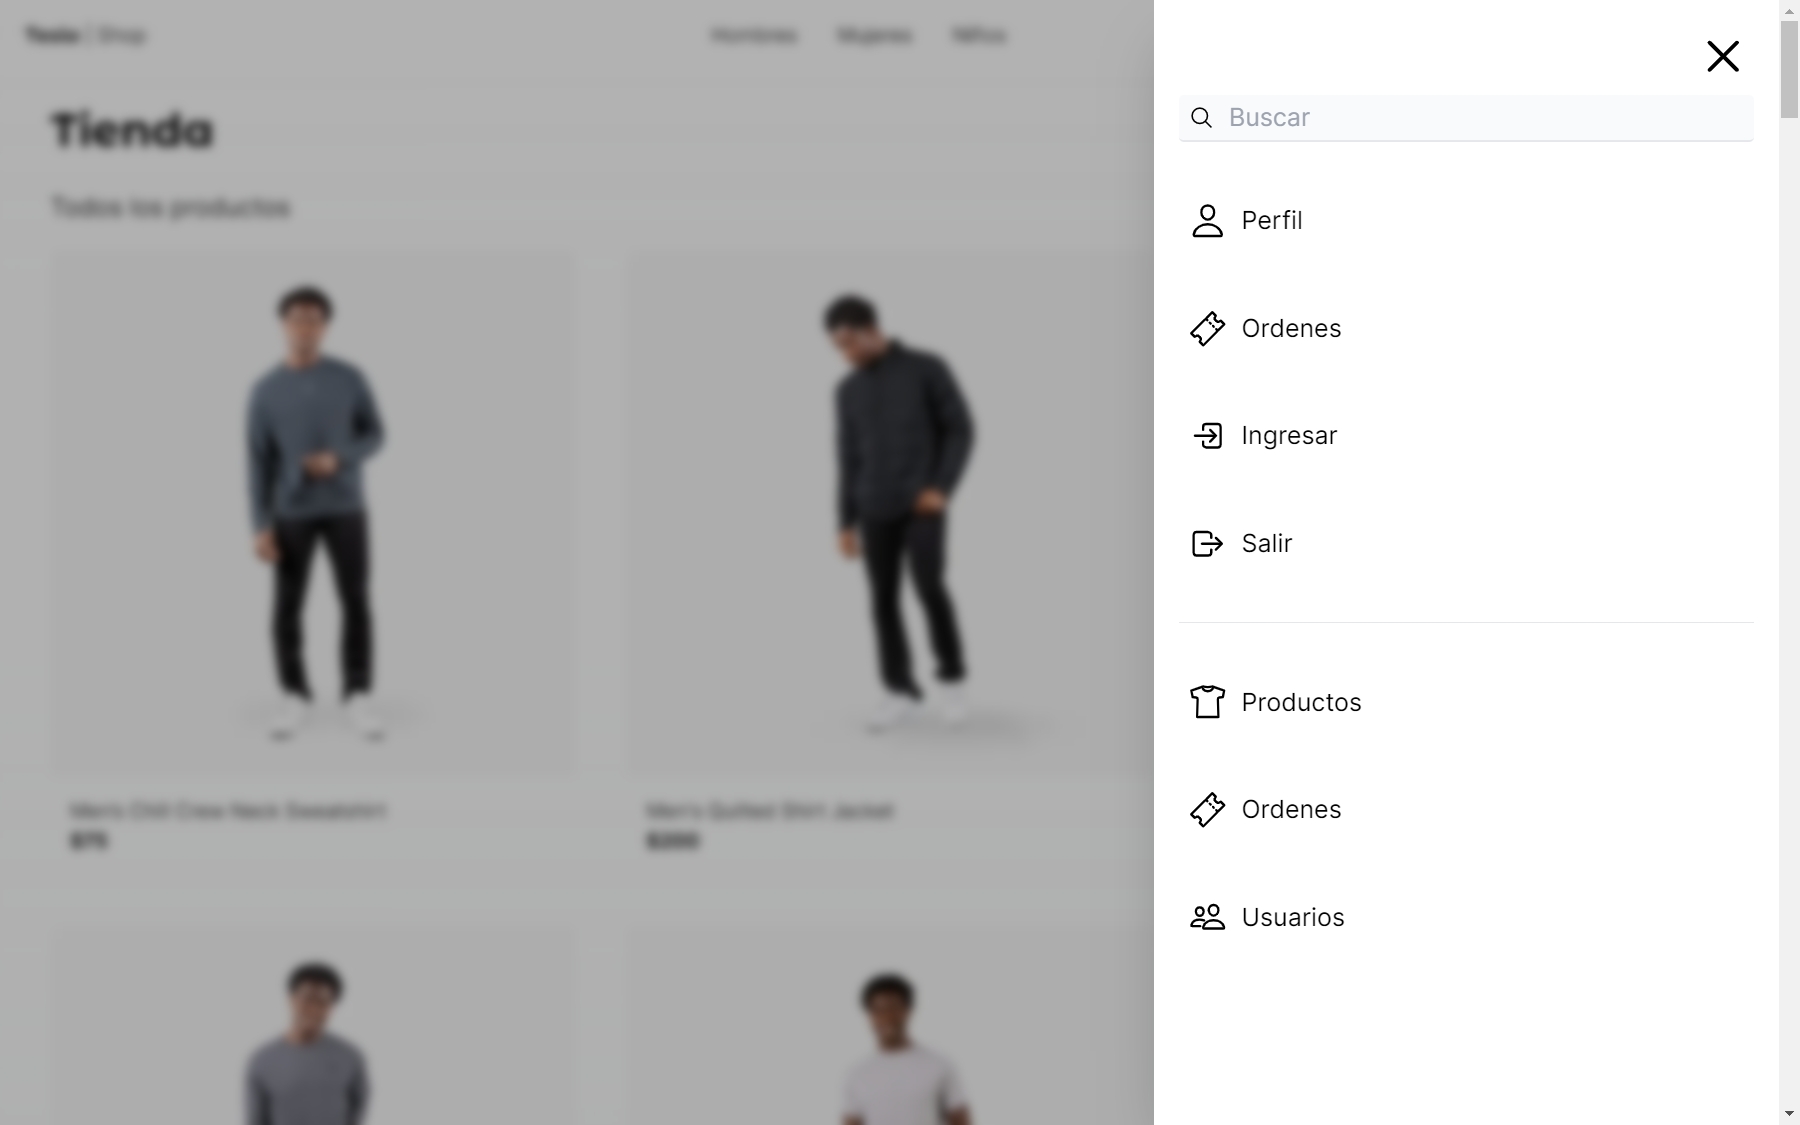 Tesla | Shop
Hombres
Mujeres
Niños
Tienda
Todos los productos
Men's Chill Crew Neck Sweatshirt
$75
Men's Quilted Shirt Jacket
$200
Buscar
Perfil
Ordenes
Ingresar
Salir
Productos
Ordenes
Usuarios